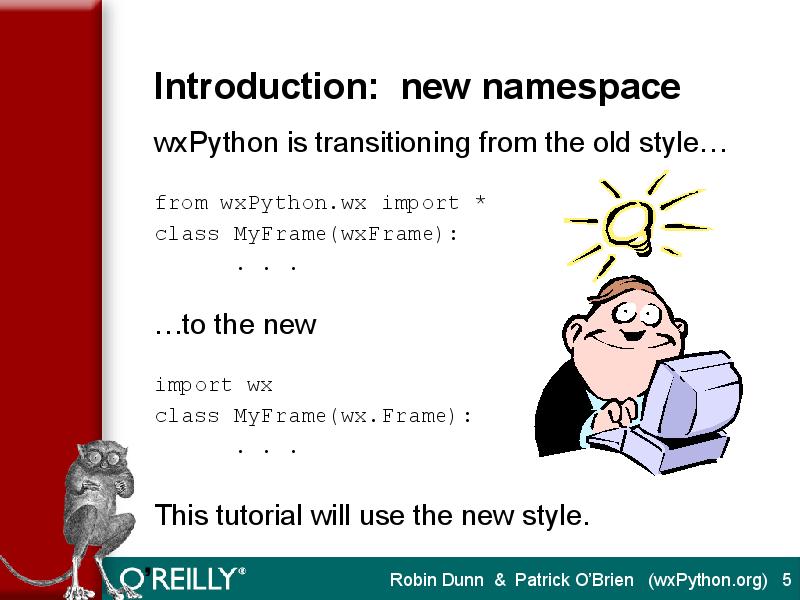 Introduction:  new namespace
wxPython is transitioning from the old style…
from wxPython.wx import *
class MyFrame(wxFrame):
. . .
…to the new
import wx
class MyFrame(wx.Frame):
. . .
This tutorial will use the new style.
O'REILLY®
Robin Dunn & Patrick O'Brien (wxPython.org) 5